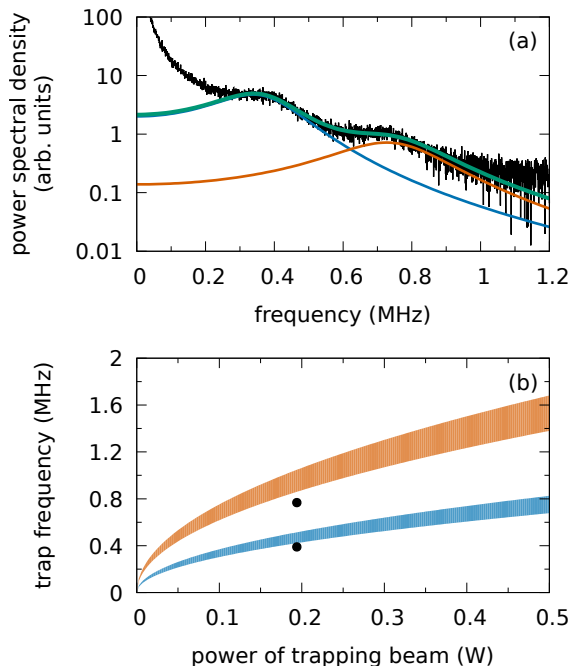 (a)
power spectral density
(arb. units)
100
10
1
0.1
0.01
0 0.2 0.4 0.6 0.8 1 1.2
frequency (MHz)
(b)
trap frequency (MHz)
2
1.6
1.2
0.8
0.4
0
0 0.1 0.2 0.3 0.4 0.5
power of trapping beam (W)